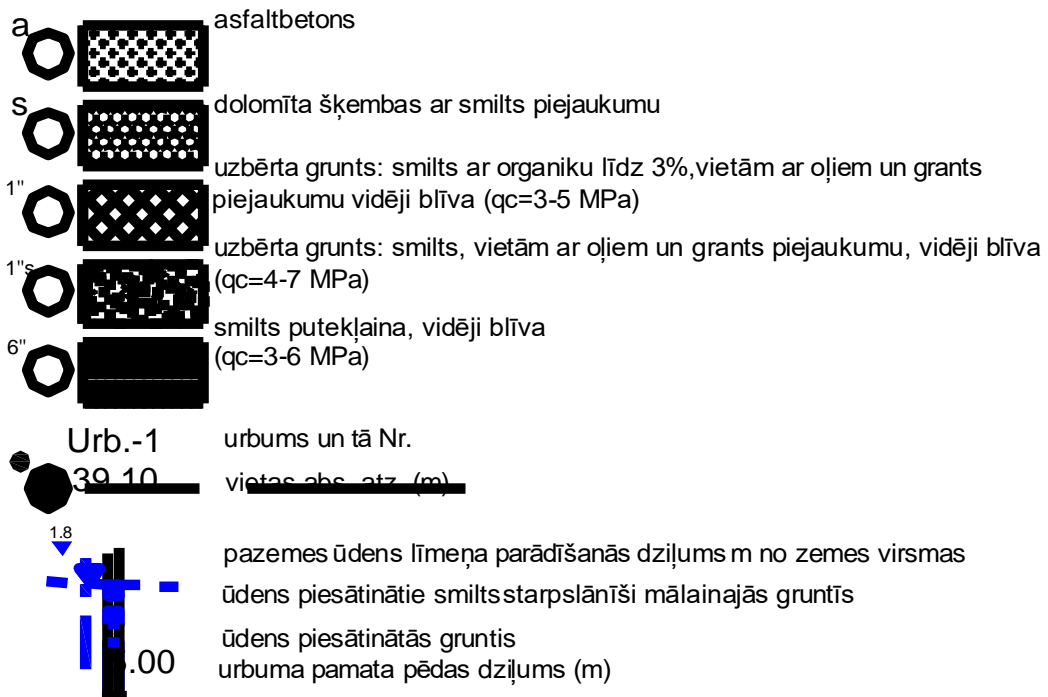 a asfaltbetons
s dolomīta šķembas ar smilts piejaukumu
uzbērta grunts: smilts ar organiku līdz 3%,vietām ar oļiem un grants
1" piejaukumu vidēji blīva (qc=3-5 MPa)
uzbērta grunts: smilts, vietām ar oļiem un grants piejaukumu, vidēji blīva
1"s (qc=4-7 MPa)
smilts putekļaina, vidēji blīva
6" (qc=3-6 MPa)
Urb.-1 urbums un tā Nr.
39.10 vietas abs. atz. (m)
1.8
pazemes ūdens līmeņa parādīšanās dziļums m no zemes virsmas
ūdens piesātinātie smilts starpslānīši mālainajās gruntīs
ūdens piesātinātās gruntis
.00 urbuma pamata pēdas dziļums (m)